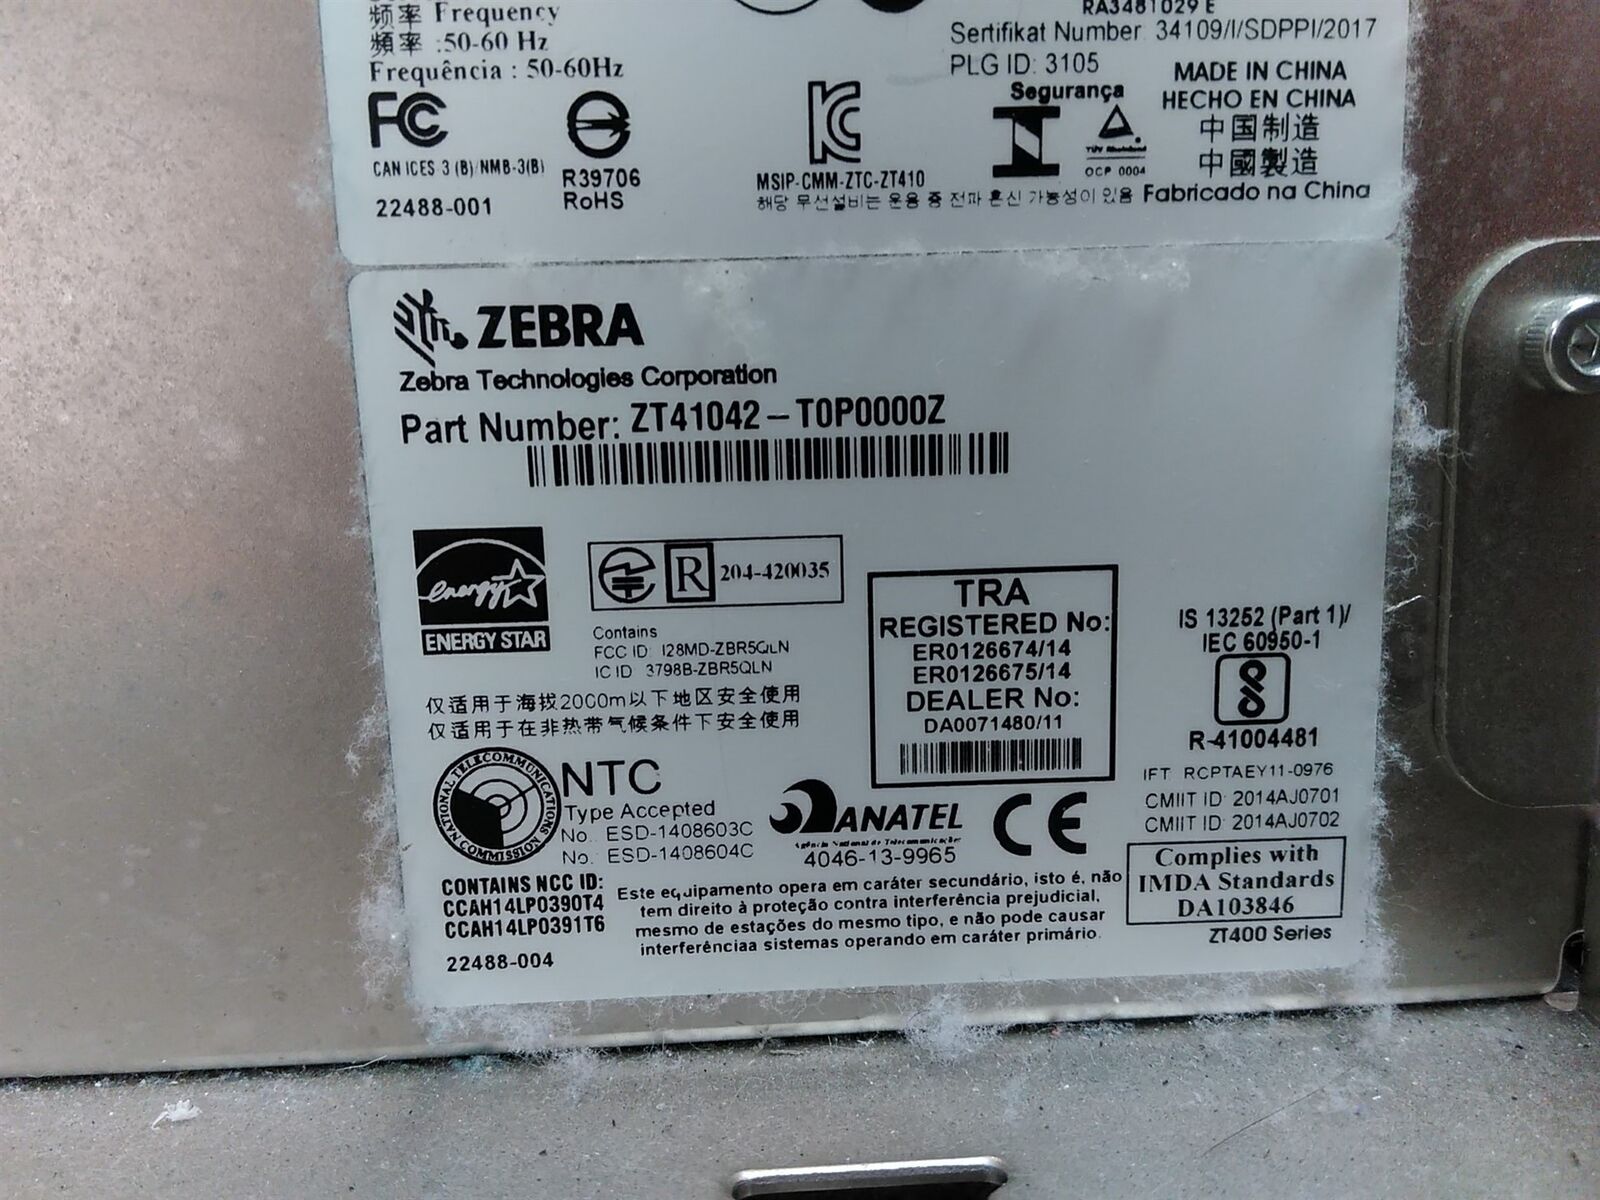 频率 Frequency
頻率 :50-60 Hz
Frequência : 50-60Hz
FC
CAN ICES 3 (B)/NMB-3(B)
22488-001
R39706
RoHS
MSIP-CMM-ZTC-ZT410
해당 무선설비는 운용 중 전파 혼신 가능성이 있음
RA3481029 E
Sertifikat Number: 34109/I/SDPPI/2017
PLG ID: 3105
Segurança
TÜV Rheinland
OCP 0004
MADE IN CHINA
HECHO EN CHINA
中国制造
中國製造
Fabricado na China
ZEBRA
Zebra Technologies Corporation
Part Number: ZT41042-T0P0000Z
energy
ENERGY STAR
R 204-420035
Contains
FCC ID: I28MD-ZBR5QLN
IC ID 3798B-ZBR5QLN
仅适用于海拔2000m以下地区安全使用
仅适用于在非热带气候条件下安全使用
NATIONAL TELECOMMUNICATIONS COMMISSION
NTC
Type Accepted
No. ESD-1408603C
No. ESD-1408604C
CONTAINS NCC ID:
CCAH14LP0390T4
CCAH14LP0391T6
22488-004
TRA
REGISTERED No:
ER0126674/14
ER0126675/14
DEALER No:
DA0071480/11
ANATEL
Agência Nacional de Telecomunicações
4046-13-9965
CE
Este equipamento opera em caráter secundário, isto é, não
tem direito à proteção contra interferência prejudicial,
mesmo de estações do mesmo tipo, e não pode causar
interferênciaa sistemas operando em caráter primário.
IS 13252 (Part 1)/
IEC 60950-1
R-41004481
IFT RCPTAEY11-0976
CMIIT ID: 2014AJ0701
CMIIT ID: 2014AJ0702
Complies with
IMDA Standards
DA103846
ZT400 Series